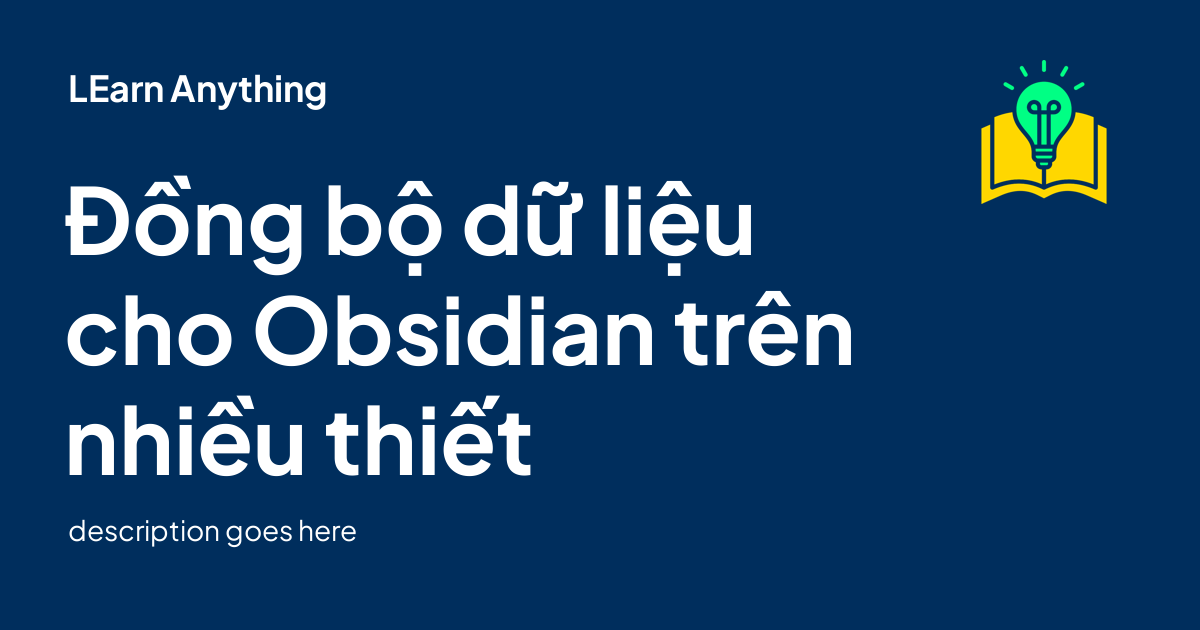 LEarn Anything
Đồng bộ dữ liệu
cho Obsidian trên
nhiều thiết
description goes here